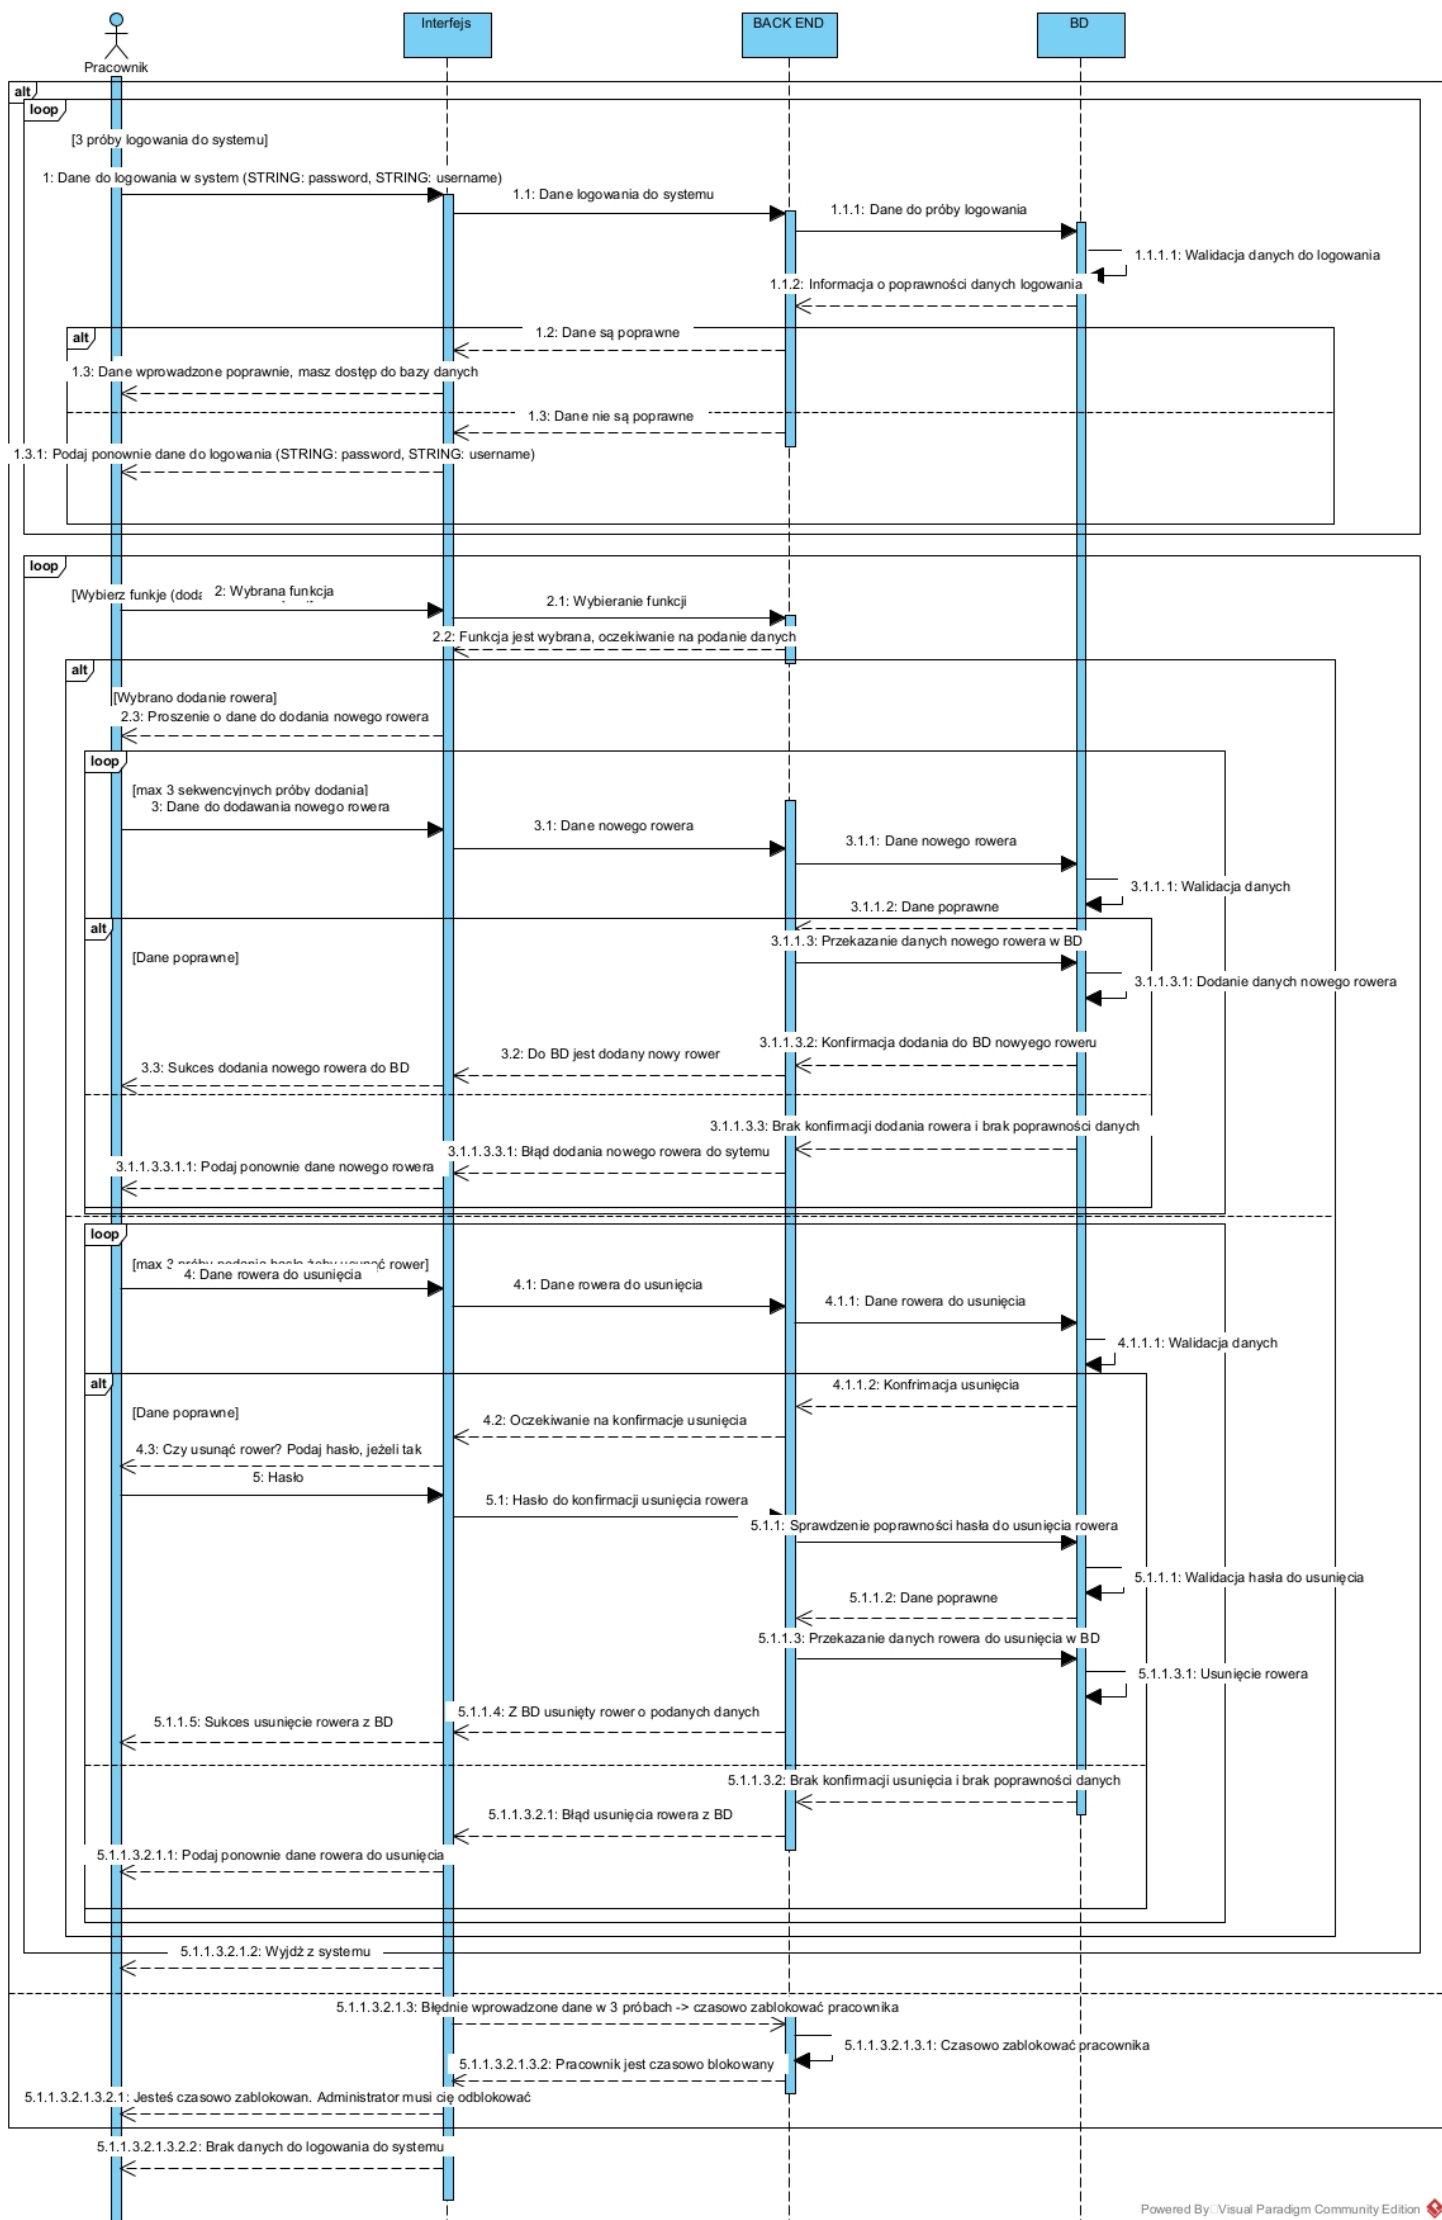 Interfejs
BACK END
BD
Pracownik
alt
loop
[3 próby logowania do systemu]
1: Dane do logowania w system (STRING: password, STRING: username)
1.1: Dane logowania do systemu
1.1.1: Dane do próby logowania
1.1.1.1: Walidacja danych do logowania
1.1.2: Informacja o poprawności danych logowania
alt
1.2: Dane są poprawne
1.3: Dane wprowadzone poprawnie, masz dostęp do bazy danych
1.3: Dane nie są poprawne
1.3.1: Podaj ponownie dane do logowania (STRING: password, STRING: username)
loop
[Wybierz funkje (doda
2: Wybrana funkcja
2.1: Wybieranie funkcji
2.2: Funkcja jest wybrana, oczekiwanie na podanie danych
alt
[Wybrano dodanie rowera]
2.3: Proszenie o dane do dodania nowego rowera
loop
[max 3 sekwencyjnych próby dodania]
3: Dane do dodawania nowego rowera
3.1: Dane nowego rowera
3.1.1: Dane nowego rowera
3.1.1.1: Walidacja danych
3.1.1.2: Dane poprawne
alt
3.1.1.3: Przekazanie danych nowego rowera w BD
[Dane poprawne]
3.1.1.3.1: Dodanie danych nowego rowera
3.1.1.3.2: Konfirmacja dodania do BD nowyego roweru
3.2: Do BD jest dodany nowy rower
3.3: Sukces dodania nowego rowera do BD
3.1.1.3.3: Brak konfirmacji dodania rowera i brak poprawności danych
3.1.1.3.3.1: Błąd dodania nowego rowera do sytemu
3.1.1.3.3.1.1: Podaj ponownie dane nowego rowera
loop
[max 3 próby podania hasła żeby usunąć rower]
4: Dane rowera do usunięcia
4.1: Dane rowera do usunięcia
4.1.1: Dane rowera do usunięcia
4.1.1.1: Walidacja danych
alt
4.1.1.2: Konfrimacja usunięcia
[Dane poprawne]
4.2: Oczekiwanie na konfirmacje usunięcia
4.3: Czy usunąć rower? Podaj hasło, jeżeli tak
5: Hasło
5.1: Hasło do konfirmacji usunięcia rowera
5.1.1: Sprawdzenie poprawności hasła do usunięcia rowera
5.1.1.1: Walidacja hasła do usunięcia
5.1.1.2: Dane poprawne
5.1.1.3: Przekazanie danych rowera do usunięcia w BD
5.1.1.3.1: Usunięcie rowera
5.1.1.4: Z BD usunięty rower o podanych danych
5.1.1.5: Sukces usunięcie rowera z BD
5.1.1.3.2: Brak konfirmacji usunięcia i brak poprawności danych
5.1.1.3.2.1: Błąd usunięcia rowera z BD
5.1.1.3.2.1.1: Podaj ponownie dane rowera do usunięcia
5.1.1.3.2.1.2: Wyjdź z systemu
5.1.1.3.2.1.3: Błędnie wprowadzone dane w 3 próbach -> czasowo zablokować pracownika
5.1.1.3.2.1.3.1: Czasowo zablokować pracownika
5.1.1.3.2.1.3.2: Pracownik jest czasowo blokowany
5.1.1.3.2.1.3.2.1: Jesteś czasowo zablokowan. Administrator musi cię odblokować
5.1.1.3.2.1.3.2.2: Brak danych do logowania do systemu
Powered By Visual Paradigm Community Edition